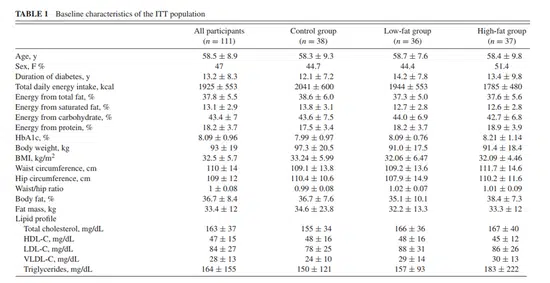 TABLE 1 Baseline characteristics of the ITT population
All participants Control group Low-fat group High-fat group
(n = 111) (n = 38) (n = 36) (n = 37)
Age, y 58.5 ± 8.9 58.3 ± 9.3 58.7 ± 7.6 58.4 ± 9.8
Sex, F % 47 44.7 44.4 51.4
Duration of diabetes, y 13.2 ± 8.3 12.1 ± 7.2 14.2 ± 7.8 13.4 ± 9.8
Total daily energy intake, kcal 1925 ± 553 2041 ± 600 1944 ± 553 1785 ± 480
Energy from total fat, % 37.8 ± 5.5 38.6 ± 6.0 37.3 ± 5.0 37.6 ± 5.6
Energy from saturated fat, % 13.1 ± 2.9 13.8 ± 3.1 12.7 ± 2.8 12.6 ± 2.8
Energy from carbohydrate, % 43.4 ± 7 43.6 ± 7.5 44.0 ± 6.9 42.7 ± 6.8
Energy from protein, % 18.2 ± 3.7 17.5 ± 3.4 18.2 ± 3.7 18.9 ± 3.9
HbA1c, % 8.09 ± 0.96 7.99 ± 0.97 8.09 ± 0.76 8.21 ± 1.14
Body weight, kg 93 ± 19 97.3 ± 20.5 91.0 ± 17.5 91.4 ± 18.4
BMI, kg/m2 32.5 ± 5.7 33.24 ± 5.99 32.06 ± 6.47 32.09 ± 4.46
Waist circumference, cm 110 ± 14 109.1 ± 13.8 109.2 ± 13.6 111.7 ± 14.6
Hip circumference, cm 109 ± 12 110.4 ± 10.6 107.9 ± 14.9 110.2 ± 11.6
Waist/hip ratio 1 ± 0.08 0.99 ± 0.08 1.02 ± 0.07 1.01 ± 0.09
Body fat, % 36.7 ± 8.4 36.7 ± 7.6 35.1 ± 10.1 38.4 ± 7.3
Fat mass, kg 33.4 ± 12 34.6 ± 23.8 32.2 ± 13.3 33.3 ± 12
Lipid profile
Total cholesterol, mg/dL 163 ± 37 155 ± 34 166 ± 36 167 ± 40
HDL-C, mg/dL 47 ± 15 48 ± 16 48 ± 16 45 ± 12
LDL-C, mg/dL 84 ± 27 78 ± 25 88 ± 31 86 ± 26
VLDL-C, mg/dL 28 ± 13 24 ± 10 29 ± 14 30 ± 13
Triglycerides, mg/dL 164 ± 155 150 ± 121 157 ± 93 183 ± 222